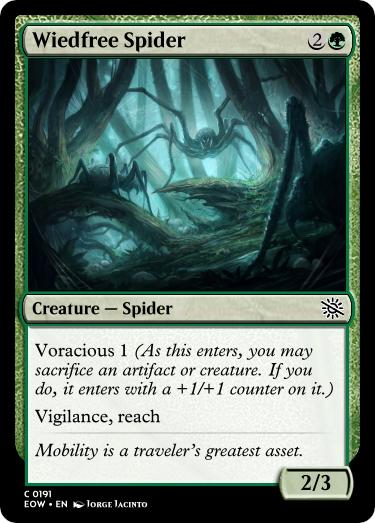 Wiedfree Spider 2
Creature — Spider
Voracious 1 (As this enters, you may
sacrifice an artifact or creature. If you
do, it enters with a +1/+1 counter on it.)
Vigilance, reach
Mobility is a traveler's greatest asset.
2/3
C 0191
EOW • EN Jorge Jacinto